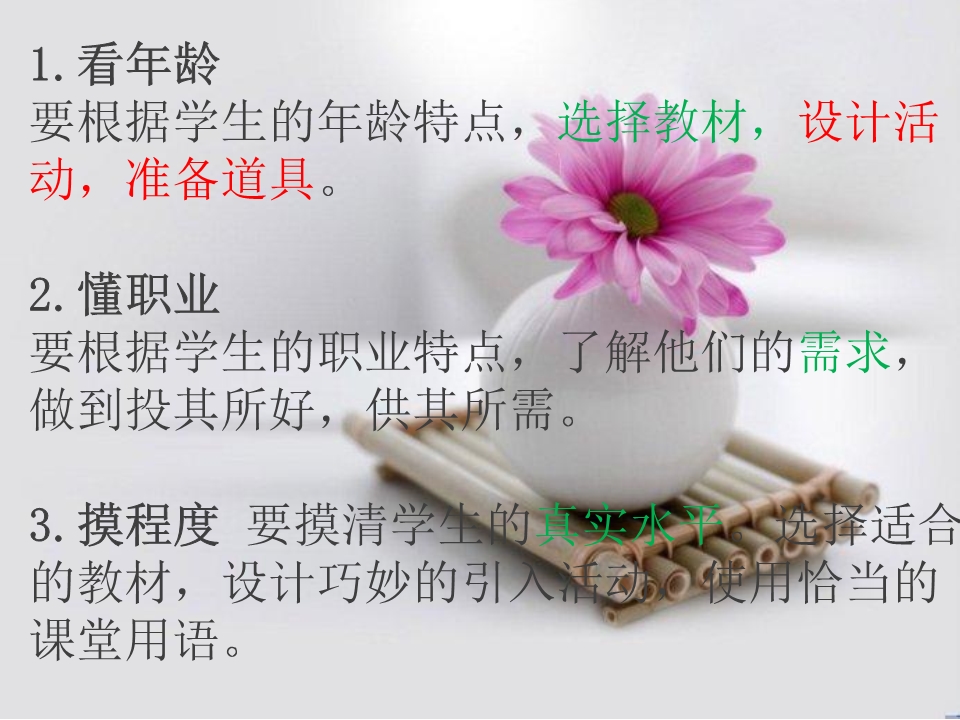 1.看年龄
要根据学生的年龄特点，选择教材，设计活
动，准备道具。
2.懂职业
要根据学生的职业特点，了解他们的需求，
做到投其所好，供其所需。
3.摸程度 要摸清学生的真实水平。选择适合
的教材，设计巧妙的引入活动，使用恰当的
课堂用语。